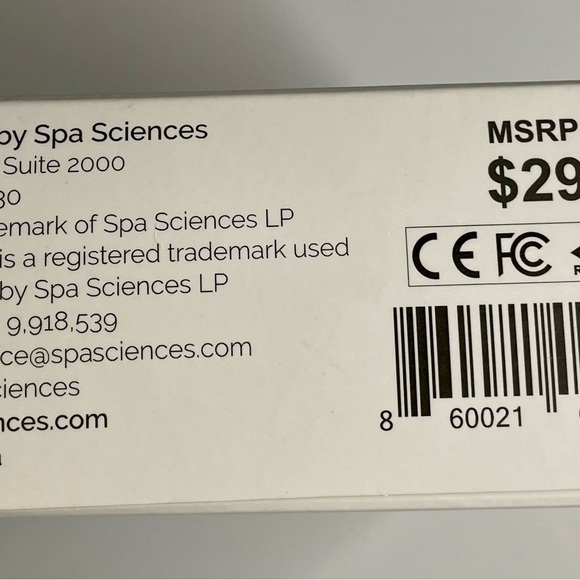 by Spa Sciences
Suite 2000
30
emark of Spa Sciences LP
is a registered trademark used
by Spa Sciences LP
9,918,539
ce@spasciences.com
ciences
nces.com
MSRP
$29
CE FC R
8 60021